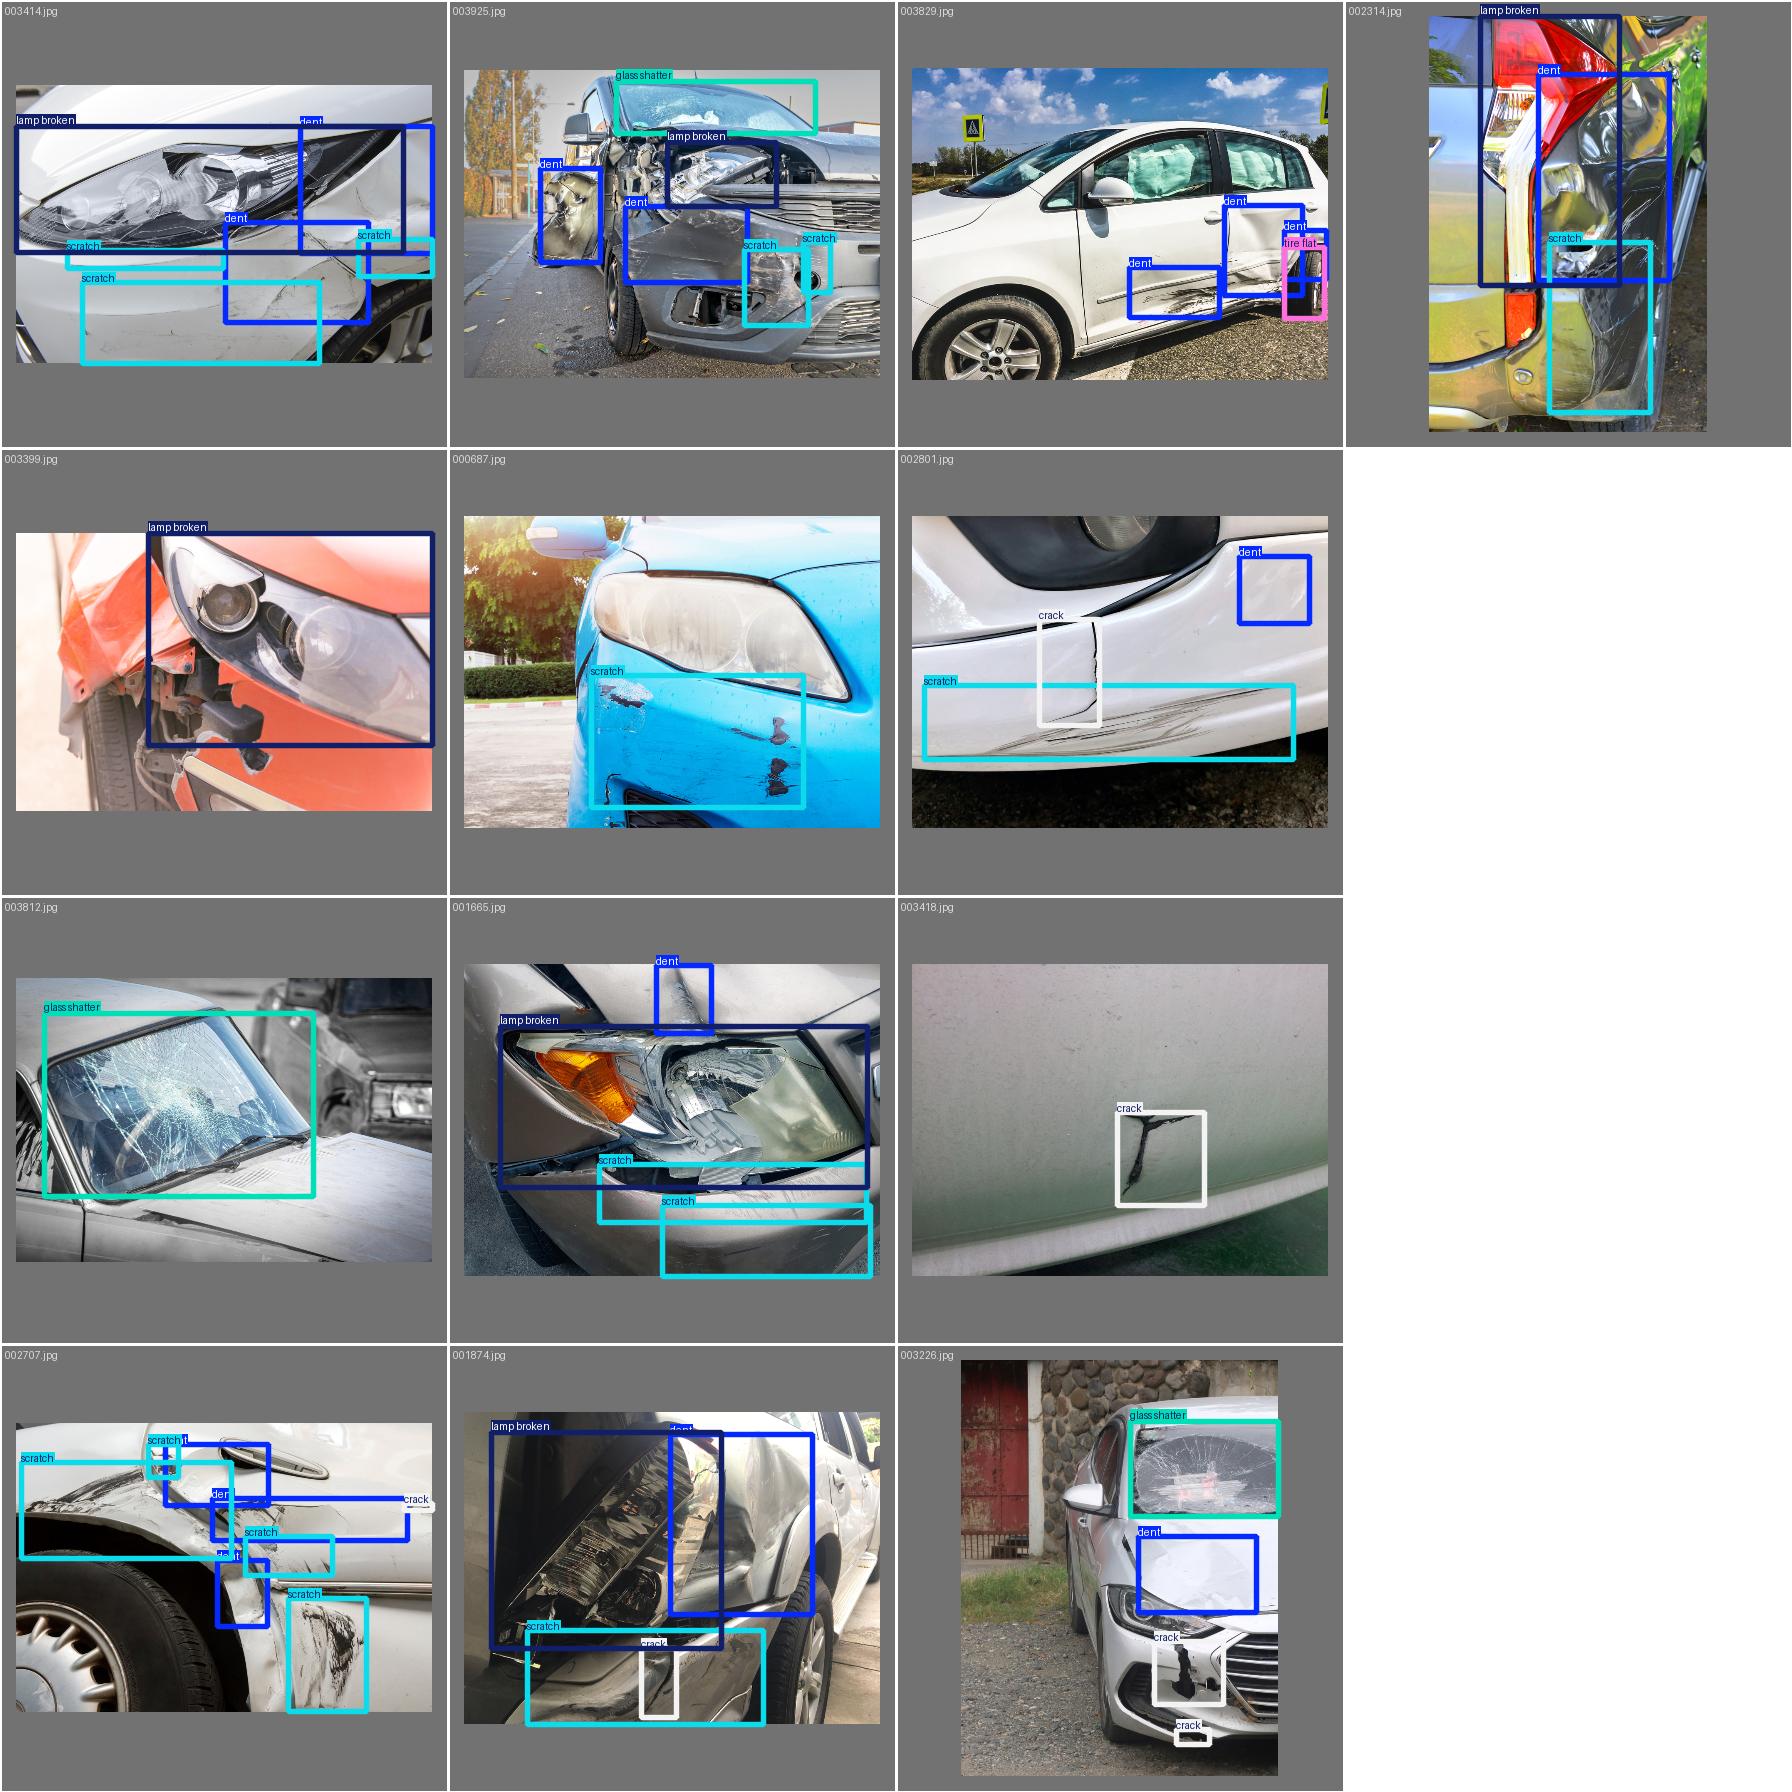 003414.jpg
lamp broken
dent
dent
scratch
scratch
scratch
003925.jpg
glass shatter
lamp broken
dent
dent
scratch
scratch
003829.jpg
dent
dent
tire flat
dent
002314.jpg
lamp broken
dent
scratch
003399.jpg
lamp broken
000687.jpg
scratch
002801.jpg
dent
crack
scratch
003812.jpg
glass shatter
001665.jpg
dent
lamp broken
scratch
scratch
003418.jpg
crack
002707.jpg
scratch
scratch
dent
crack
scratch
dent
scratch
001874.jpg
lamp broken
dent
scratch
crack
003226.jpg
glass shatter
dent
crack
crack